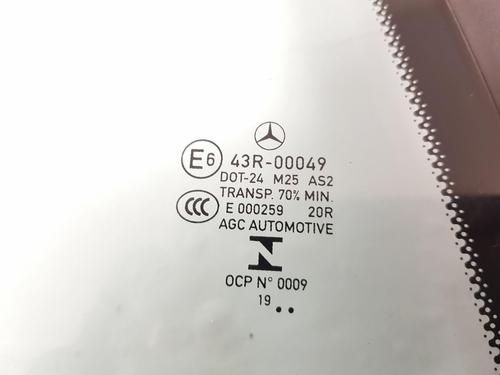 E6 43R-00049
DOT-24 M25 AS2
TRANSP. 70% MIN.
CCC E 000259 20R
AGC AUTOMOTIVE
N
OCP N° 0009
19 ..